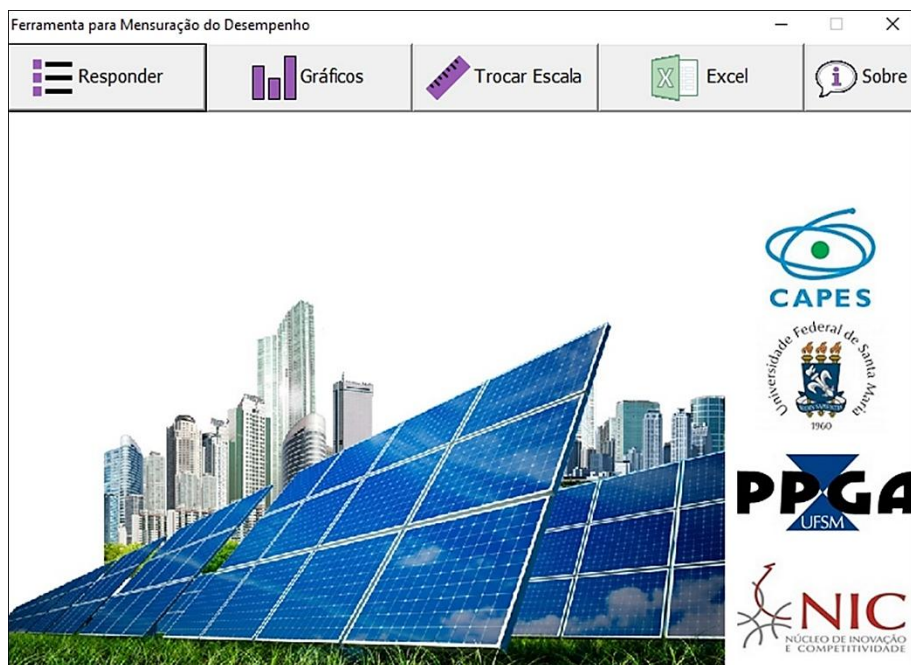 Ferramenta para Mensuração do Desempenho
Responder
Gráficos
Trocar Escala
Excel
Sobre
CAPES
Universidade Federal de Santa Maria
1960
PPGA
UFSM
NIC
NÚCLEO DE INOVAÇÃO
E COMPETITIVIDADE